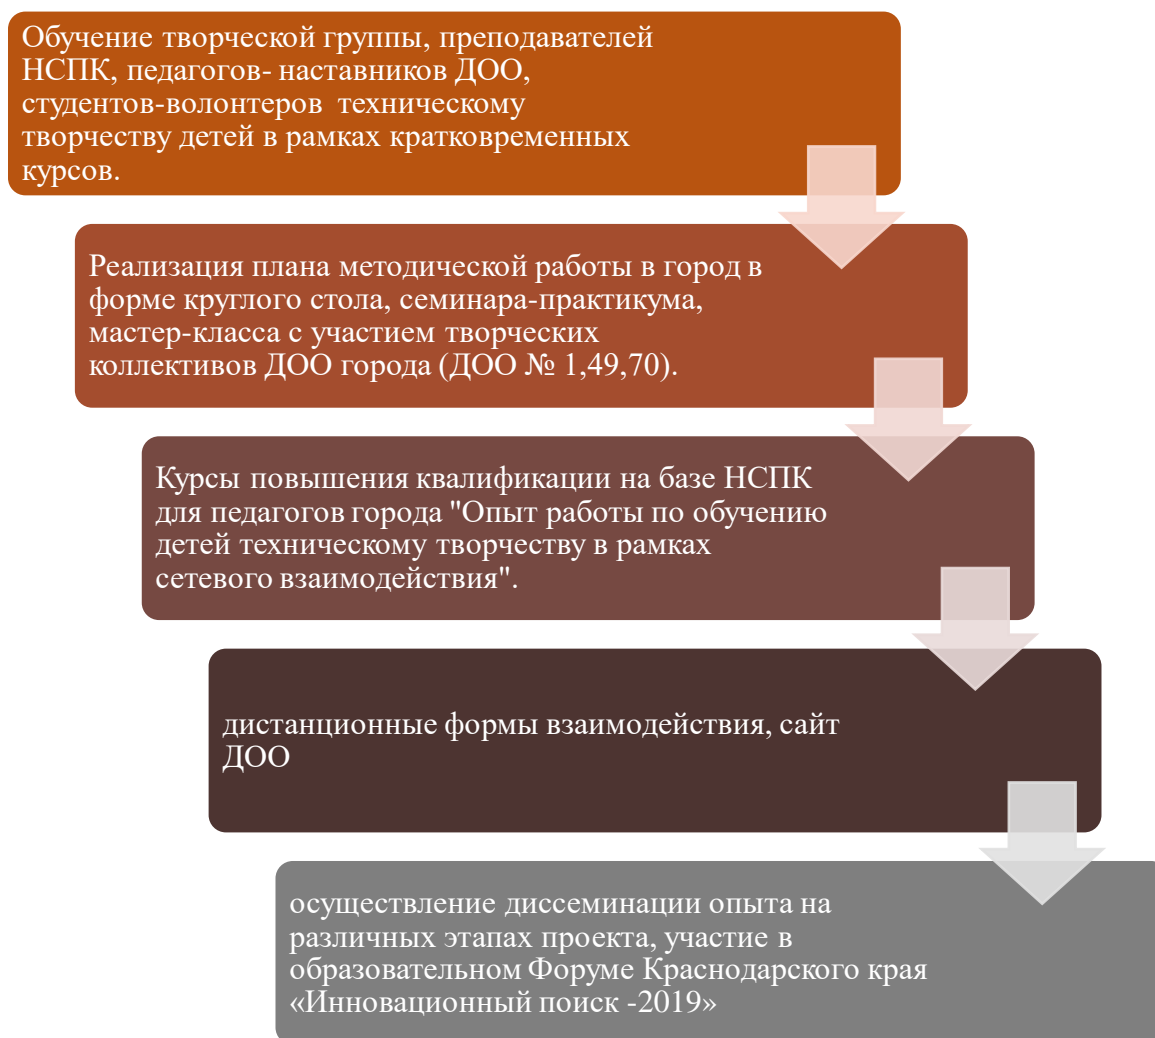 Обучение творческой группы, преподавателей
НСПК, педагогов- наставников ДОО,
студентов-волонтеров техническому
творчеству детей в рамках кратковременных
курсов.
Реализация плана методической работы в город в
форме круглого стола, семинара-практикума,
мастер-класса с участием творческих
коллективов ДОО города (ДОО № 1,49,70).
Курсы повышения квалификации на базе НСПК
для педагогов города "Опыт работы по обучению
детей техническому творчеству в рамках
сетевого взаимодействия".
дистанционные формы взаимодействия, сайт
ДОО
осуществление диссеминации опыта на
различных этапах проекта, участие в
образовательном Форуме Краснодарского края
«Инновационный поиск -2019»